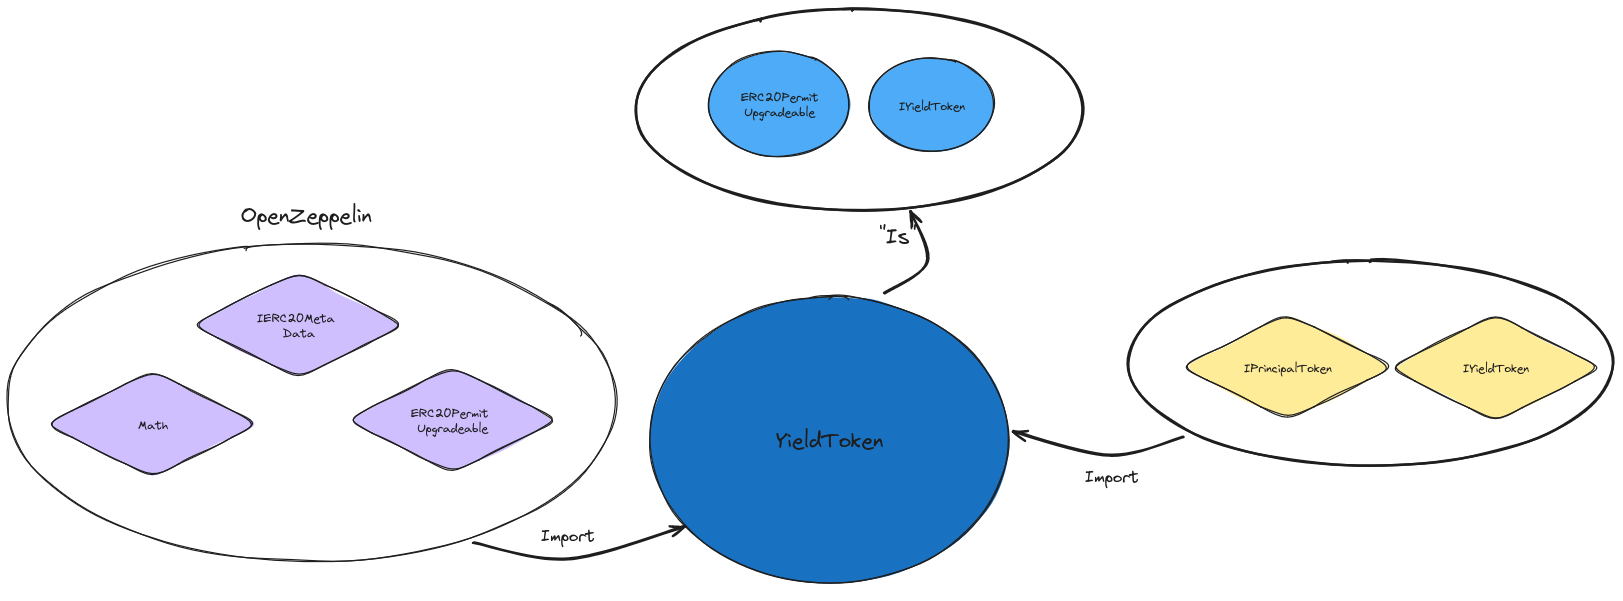 ERC20Permit
Upgradeable
IYieldToken
"Is"
OpenZeppelin
IERC20Meta
Data
Math
ERC20Permit
Upgradeable
YieldToken
IPrincipalToken
IYieldToken
Import
Import